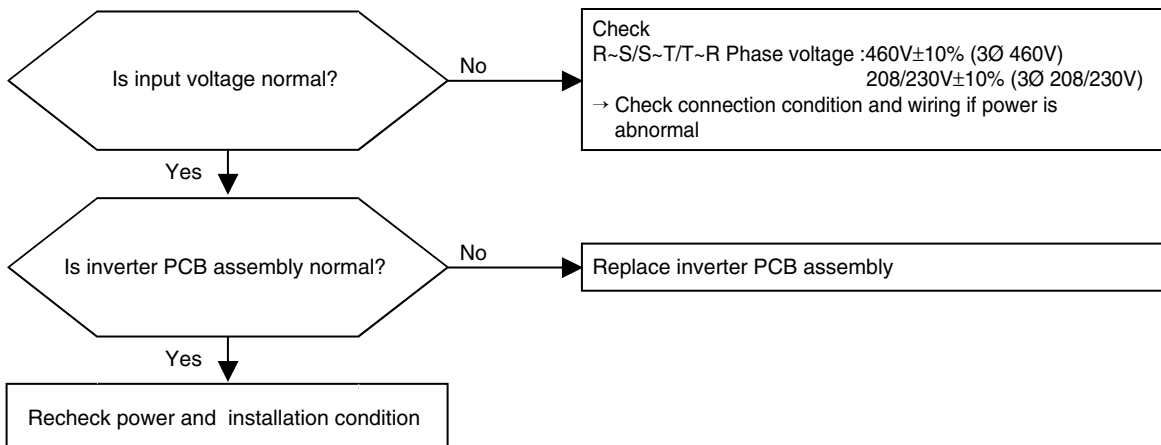 Is input voltage normal?
No
Check
R~S/S~T/T~R Phase voltage :460V±10% (3Ø 460V)
208/230V±10% (3Ø 208/230V)
→ Check connection condition and wiring if power is
abnormal
Yes
Is inverter PCB assembly normal?
No
Replace inverter PCB assembly
Yes
Recheck power and installation condition